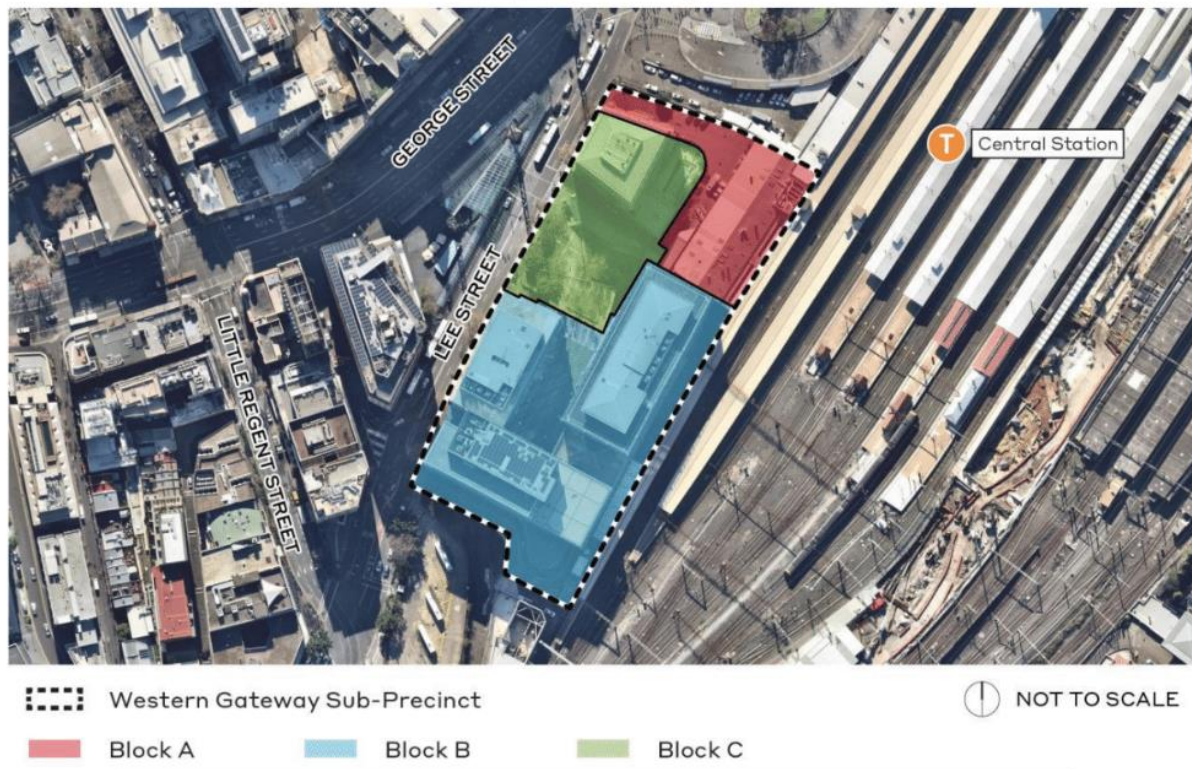 GEORGE STREET
T
Central Station
LEE STREET
LITTLE REGENT STREET
Western Gateway Sub-Precinct
NOT TO SCALE
Block A
Block B
Block C